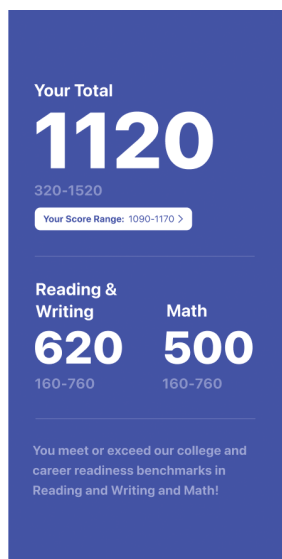 Your Total
1120
320-1520
Your Score Range: 1090-1170 >
Reading &
Writing
620
160-760
Math
500
160-760
You meet or exceed our college and
career readiness benchmarks in
Reading and Writing and Math!